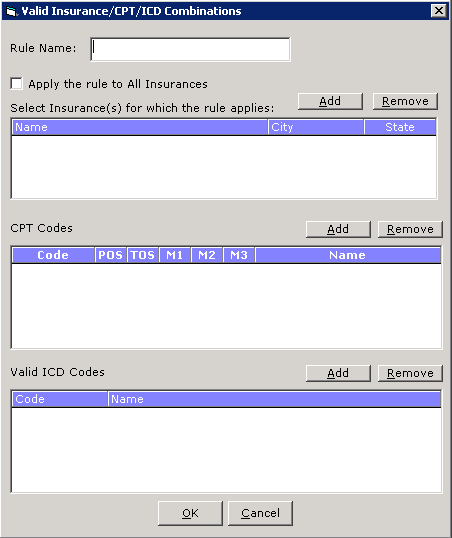 Valid Insurance/CPT/ICD Combinations
Rule Name:
Apply the rule to All Insurances
Select Insurance(s) for which the rule applies: Add Remove
Name City State
CPT Codes Add Remove
Code POS TOS M1 M2 M3 Name
Valid ICD Codes Add Remove
Code Name
OK Cancel